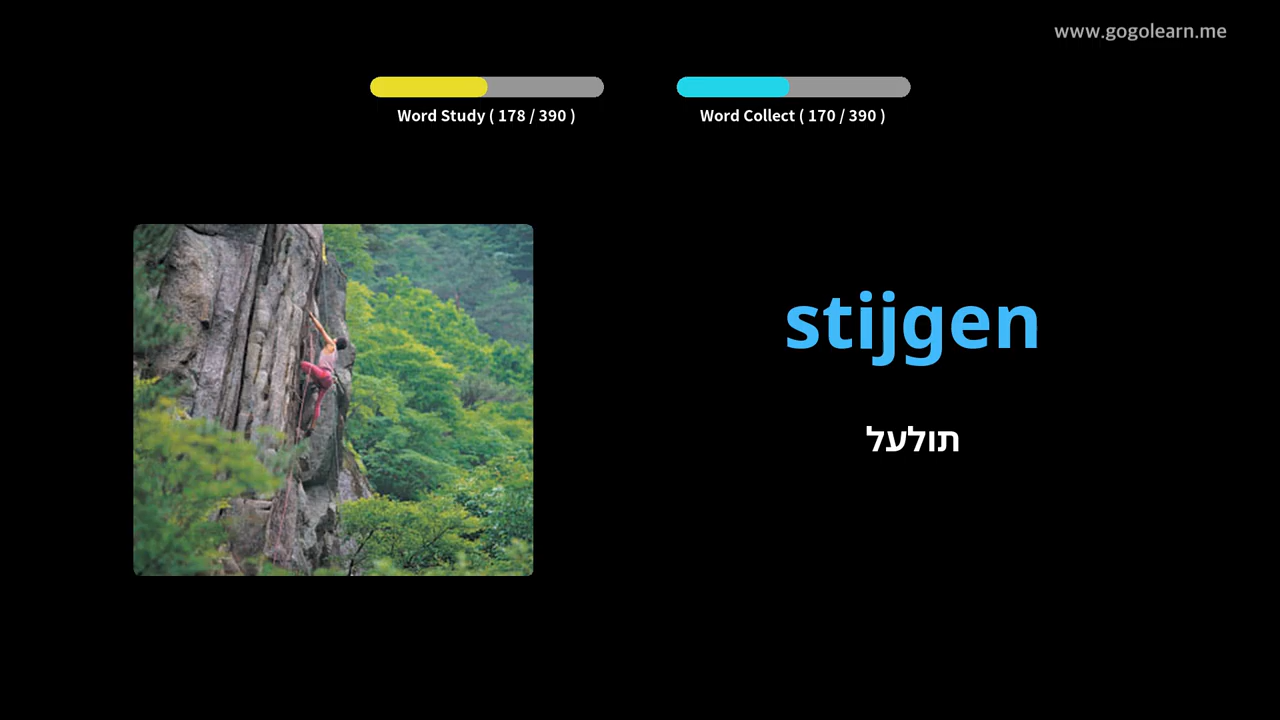 www.gogolearn.me
Word Study ( 178 / 390 )
Word Collect ( 170 / 390 )
stijgen
תולעל